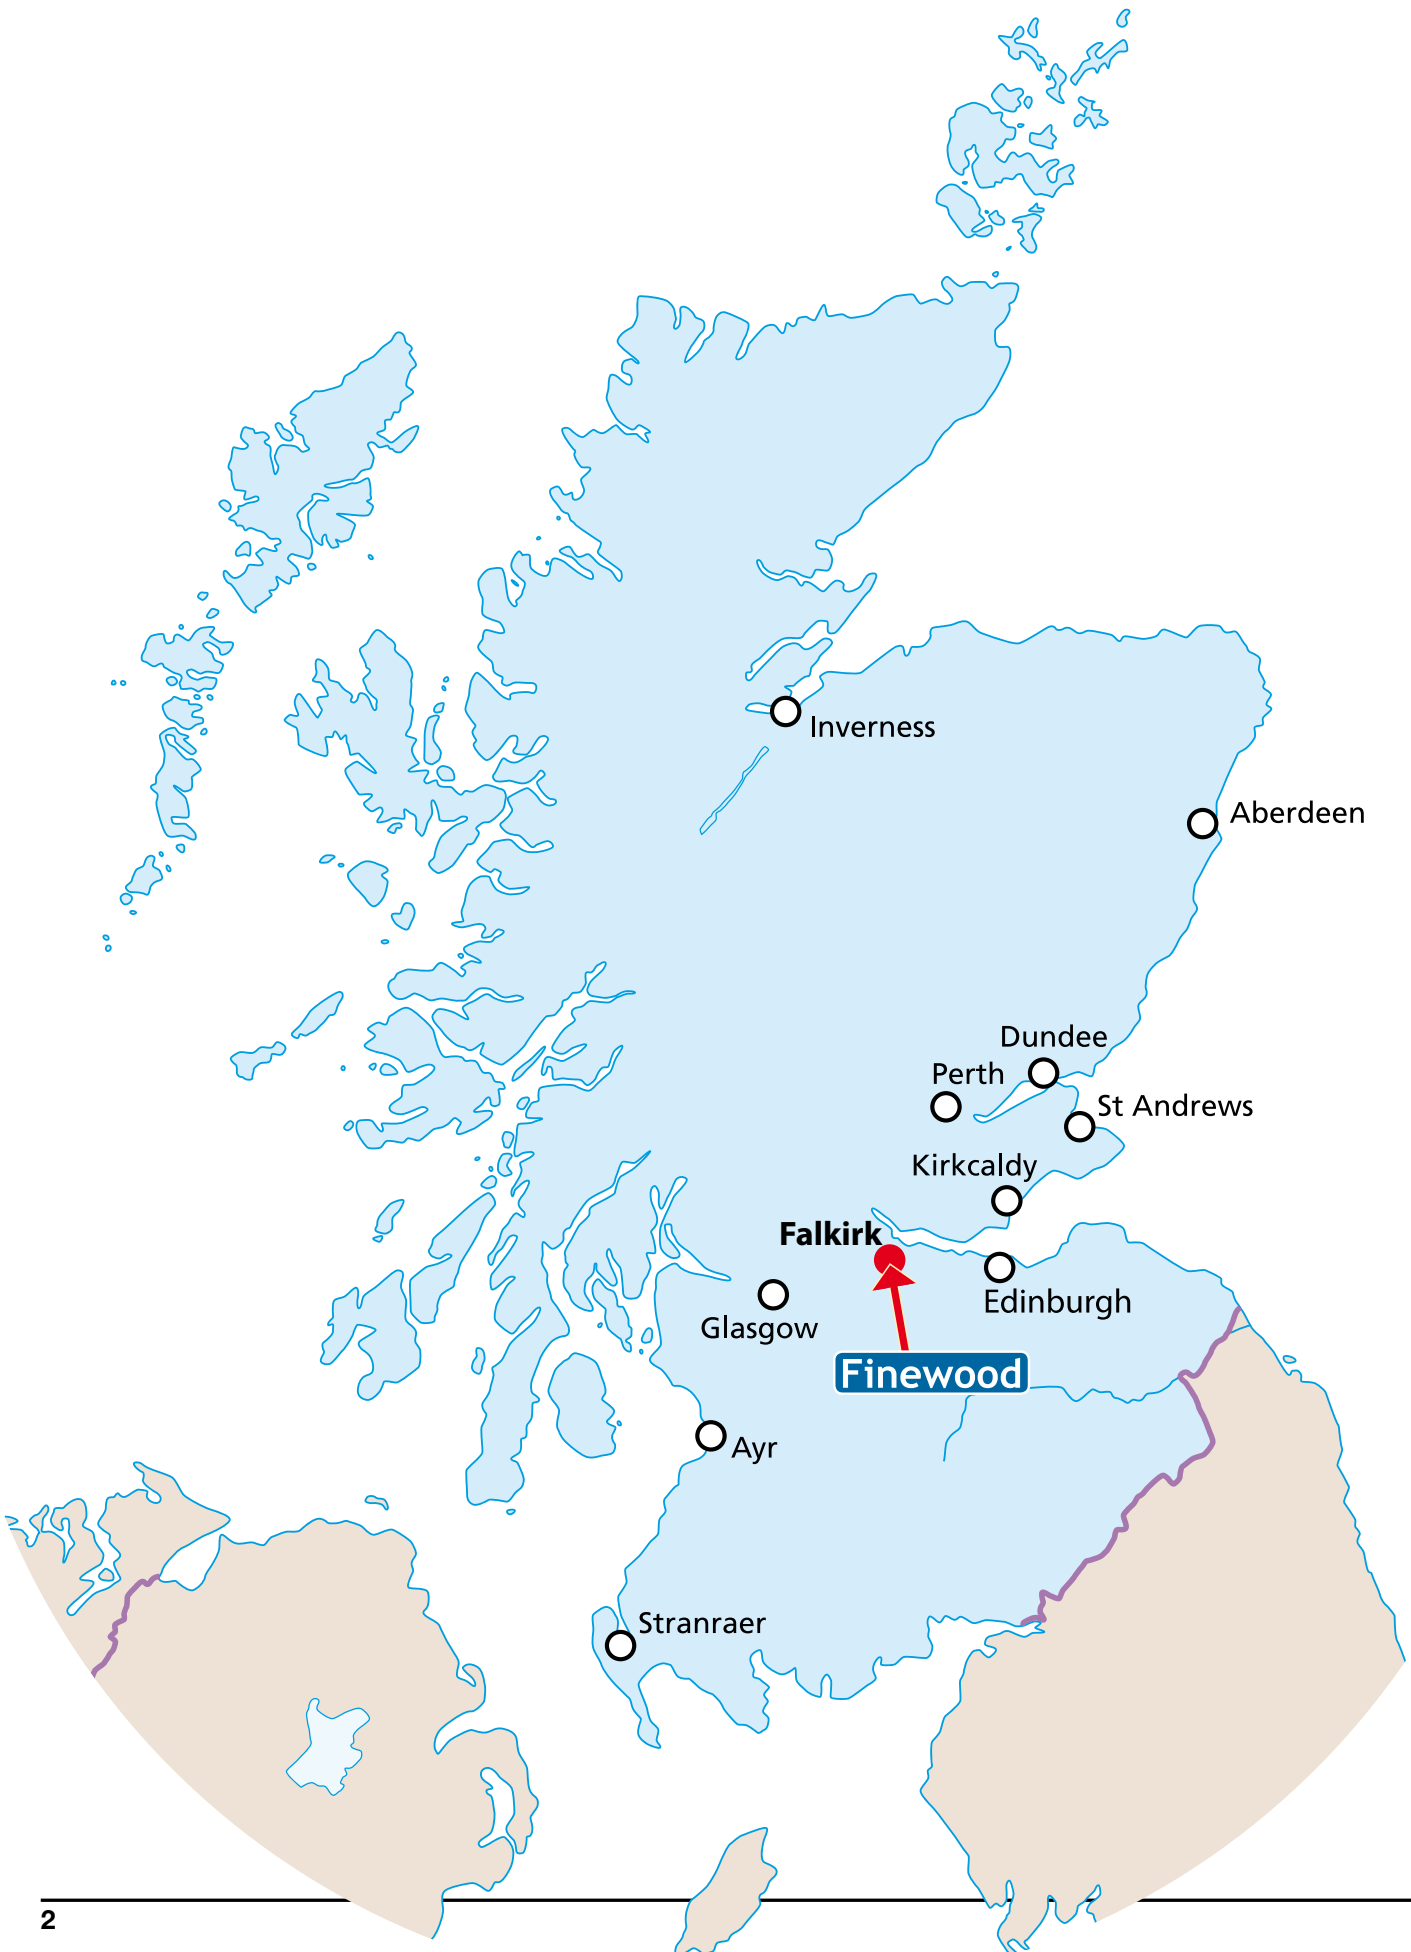 Inverness
Aberdeen
Dundee
Perth
St Andrews
Kirkcaldy
Falkirk
Edinburgh
Glasgow
Finewood
Ayr
Stranraer
2